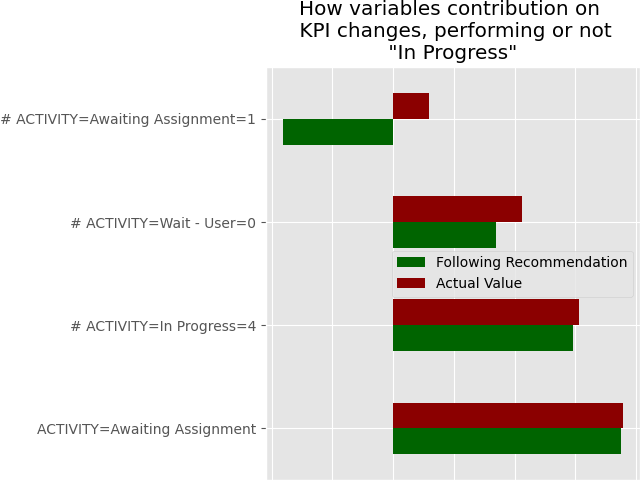 How variables contribution on
KPI changes, performing or not
"In Progress"
# ACTIVITY=Awaiting Assignment=1
# ACTIVITY=Wait - User=0
Following Recommendation
Actual Value
# ACTIVITY=In Progress=4
ACTIVITY=Awaiting Assignment